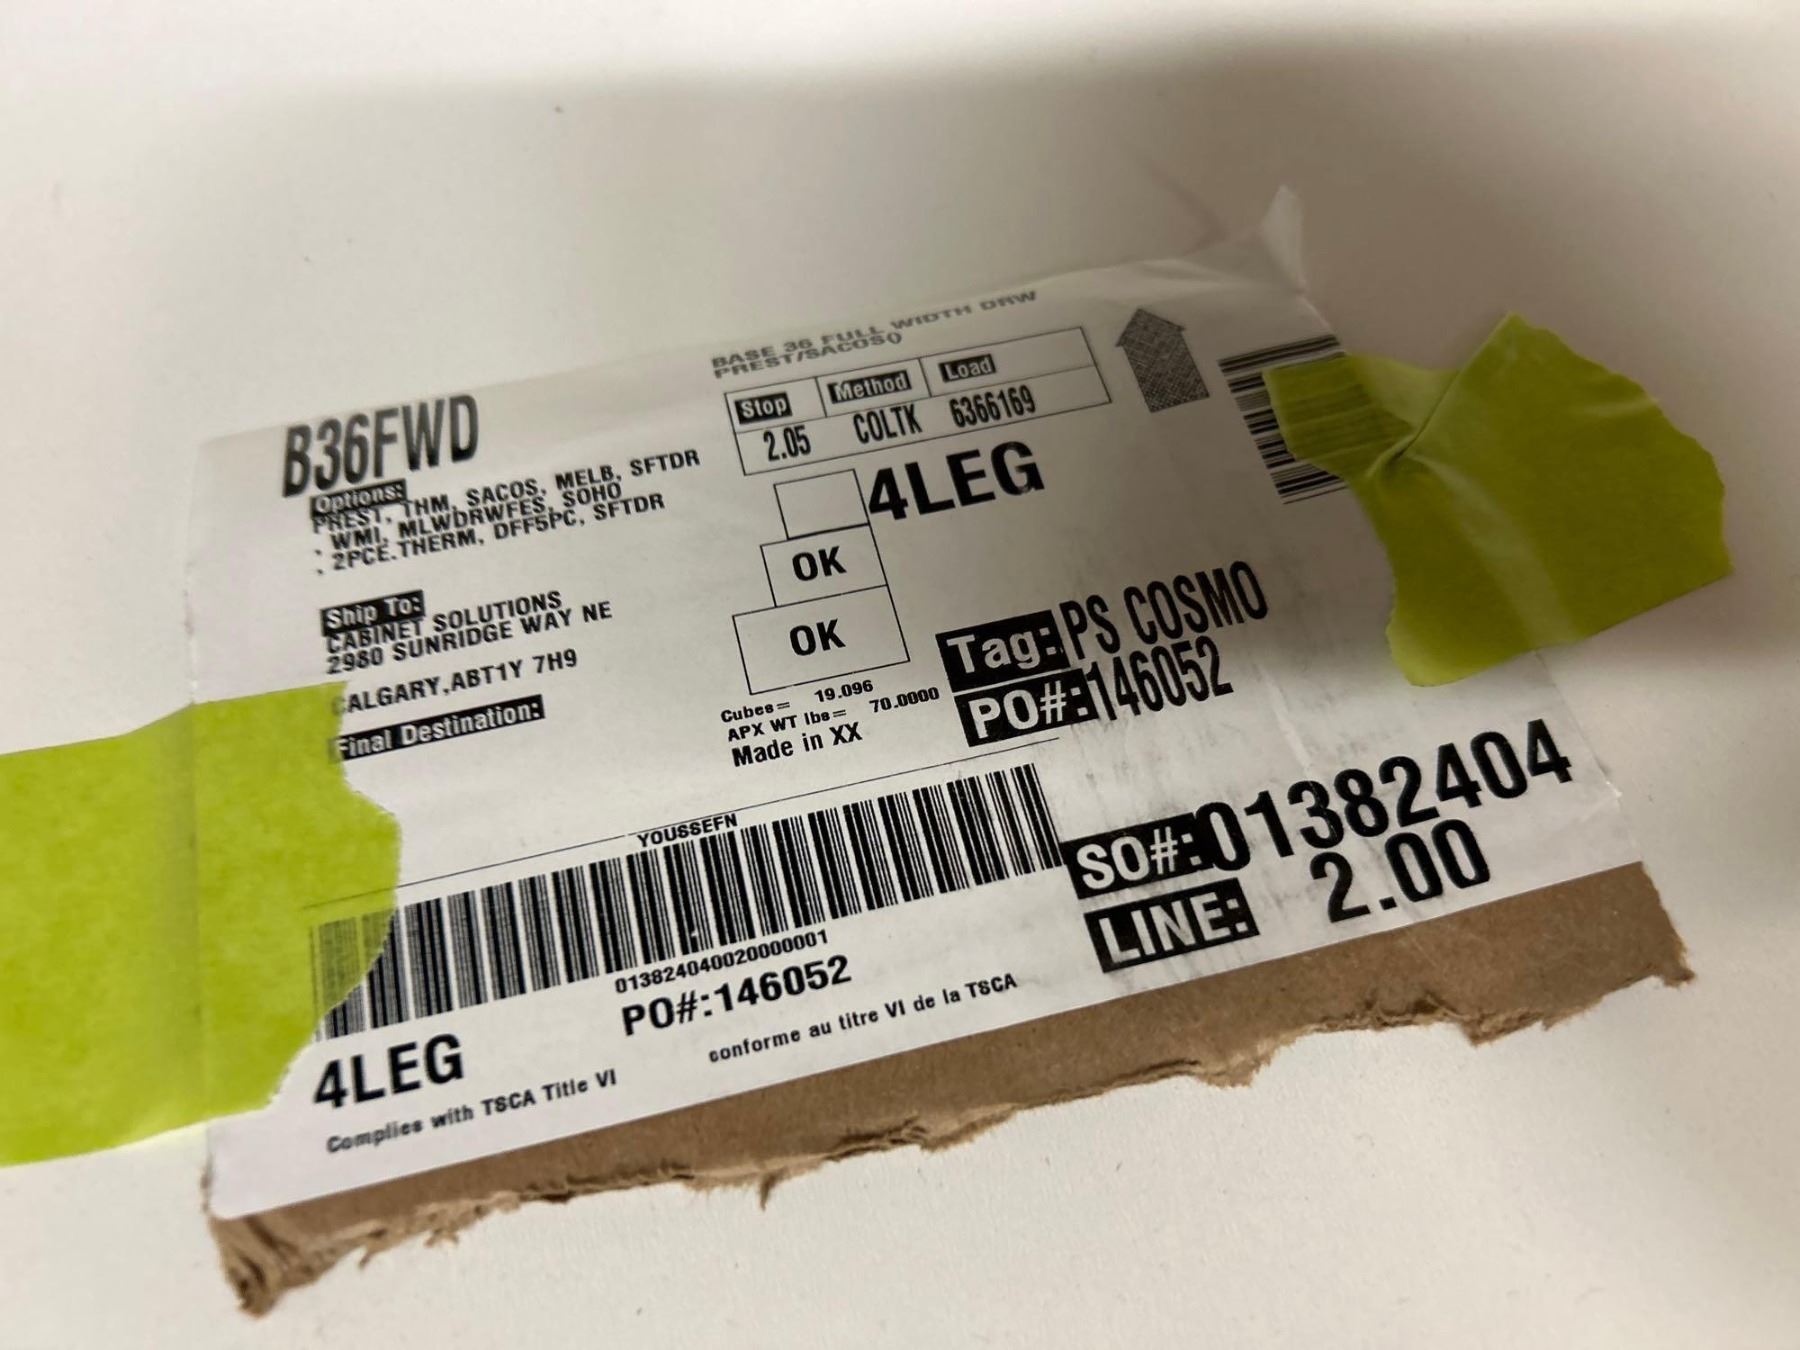 BASE 36 FULL WIDTH DRW
PREST/SACOS()
B36FWD
Options:
PREST, THM, SACOS, MELB, SFTDR
, WMI, MLWDRWFES, SOHO
, 2PCE.THERM, DFF5PC, SFTDR
Stop Method Load
2.05 COLTK 6366169
4LEG
OK
OK
Ship To:
CABINET SOLUTIONS
2980 SUNRIDGE WAY NE
CALGARY,ABT1Y 7H9
Final Destination:
Cubes= 19.096
APX WT lbs= 70.0000
Made in XX
Tag: PS COSMO
PO#:146052
YOUSSEFN
SO#:01382404
LINE: 2.00
01382404002000​0001
PO#:146052
4LEG
Complies with TSCA Title VI
conforme au titre VI de la TSCA